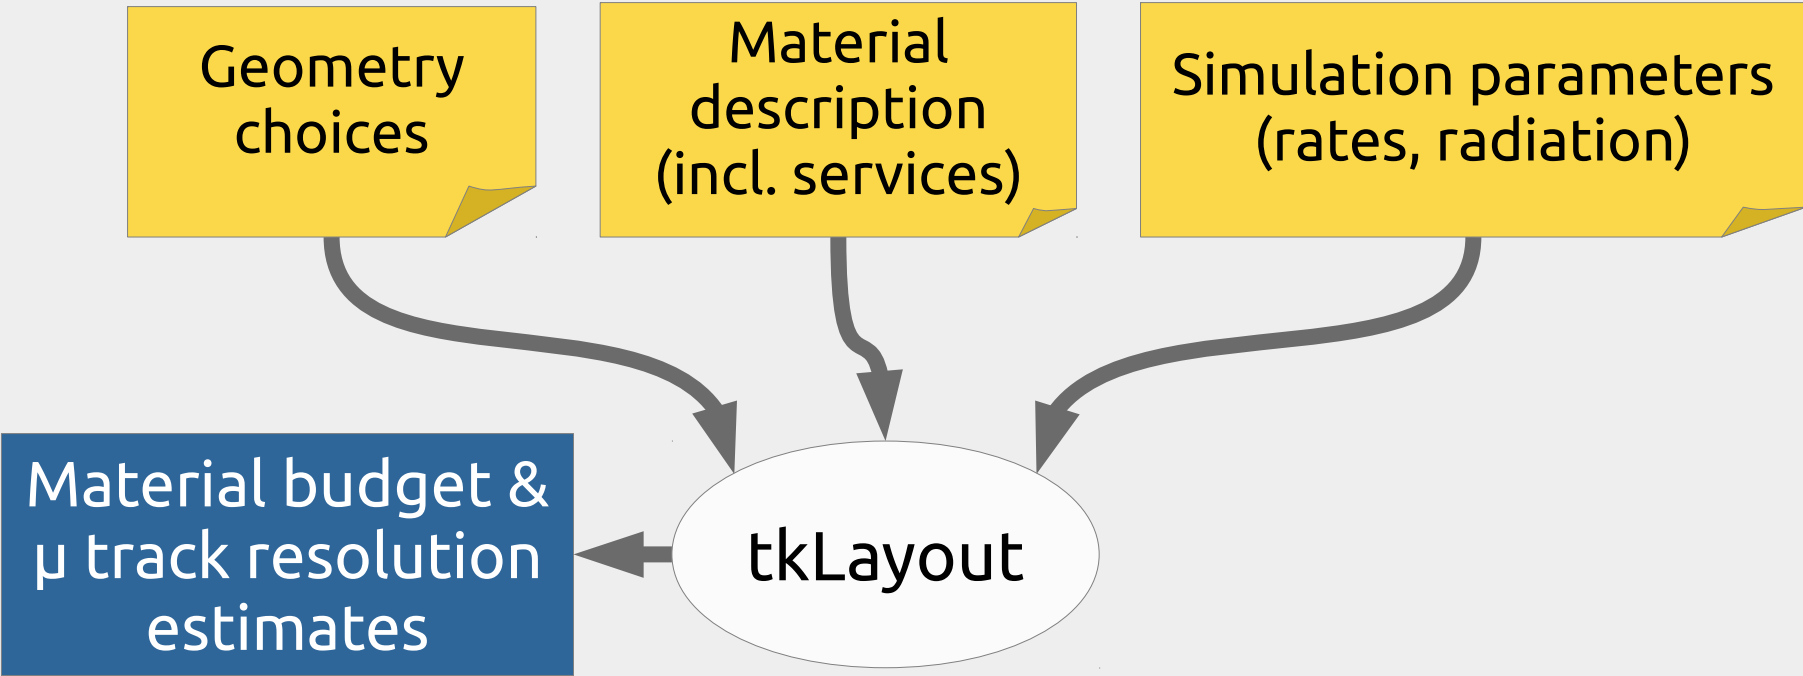 Geometry
choices
Material
description
(incl. services)
Simulation parameters
(rates, radiation)
Material budget &
μ track resolution
estimates
tkLayout